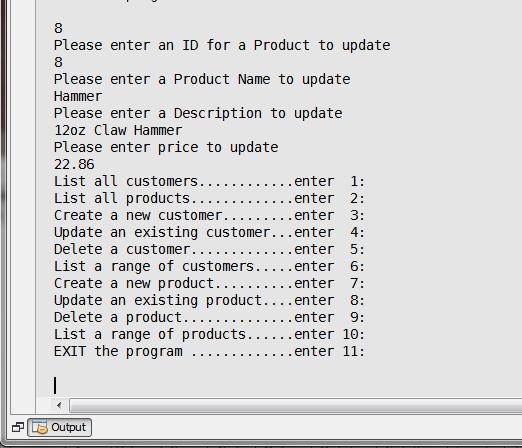 8
Please enter an ID for a Product to update
8
Please enter a Product Name to update
Hammer
Please enter a Description to update
12oz Claw Hammer
Please enter price to update
22.86
List all customers............enter  1:
List all products.............enter  2:
Create a new customer.........enter  3:
Update an existing customer...enter  4:
Delete a customer.............enter  5:
List a range of customers.....enter  6:
Create a new product..........enter  7:
Update an existing product....enter  8:
Delete a product..............enter  9:
List a range of products......enter 10:
EXIT the program .............enter 11:
Output